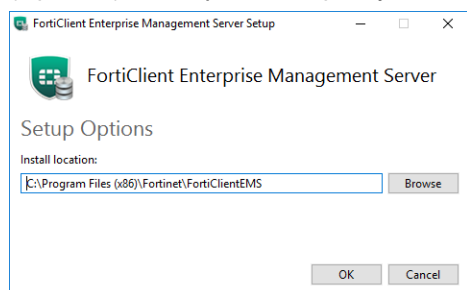 FortiClient Enterprise Management Server Setup
FortiClient Enterprise Management Server
Setup Options
Install location:
C:\Program Files (x86)\Fortinet\FortiClientEMS
Browse
OK Cancel